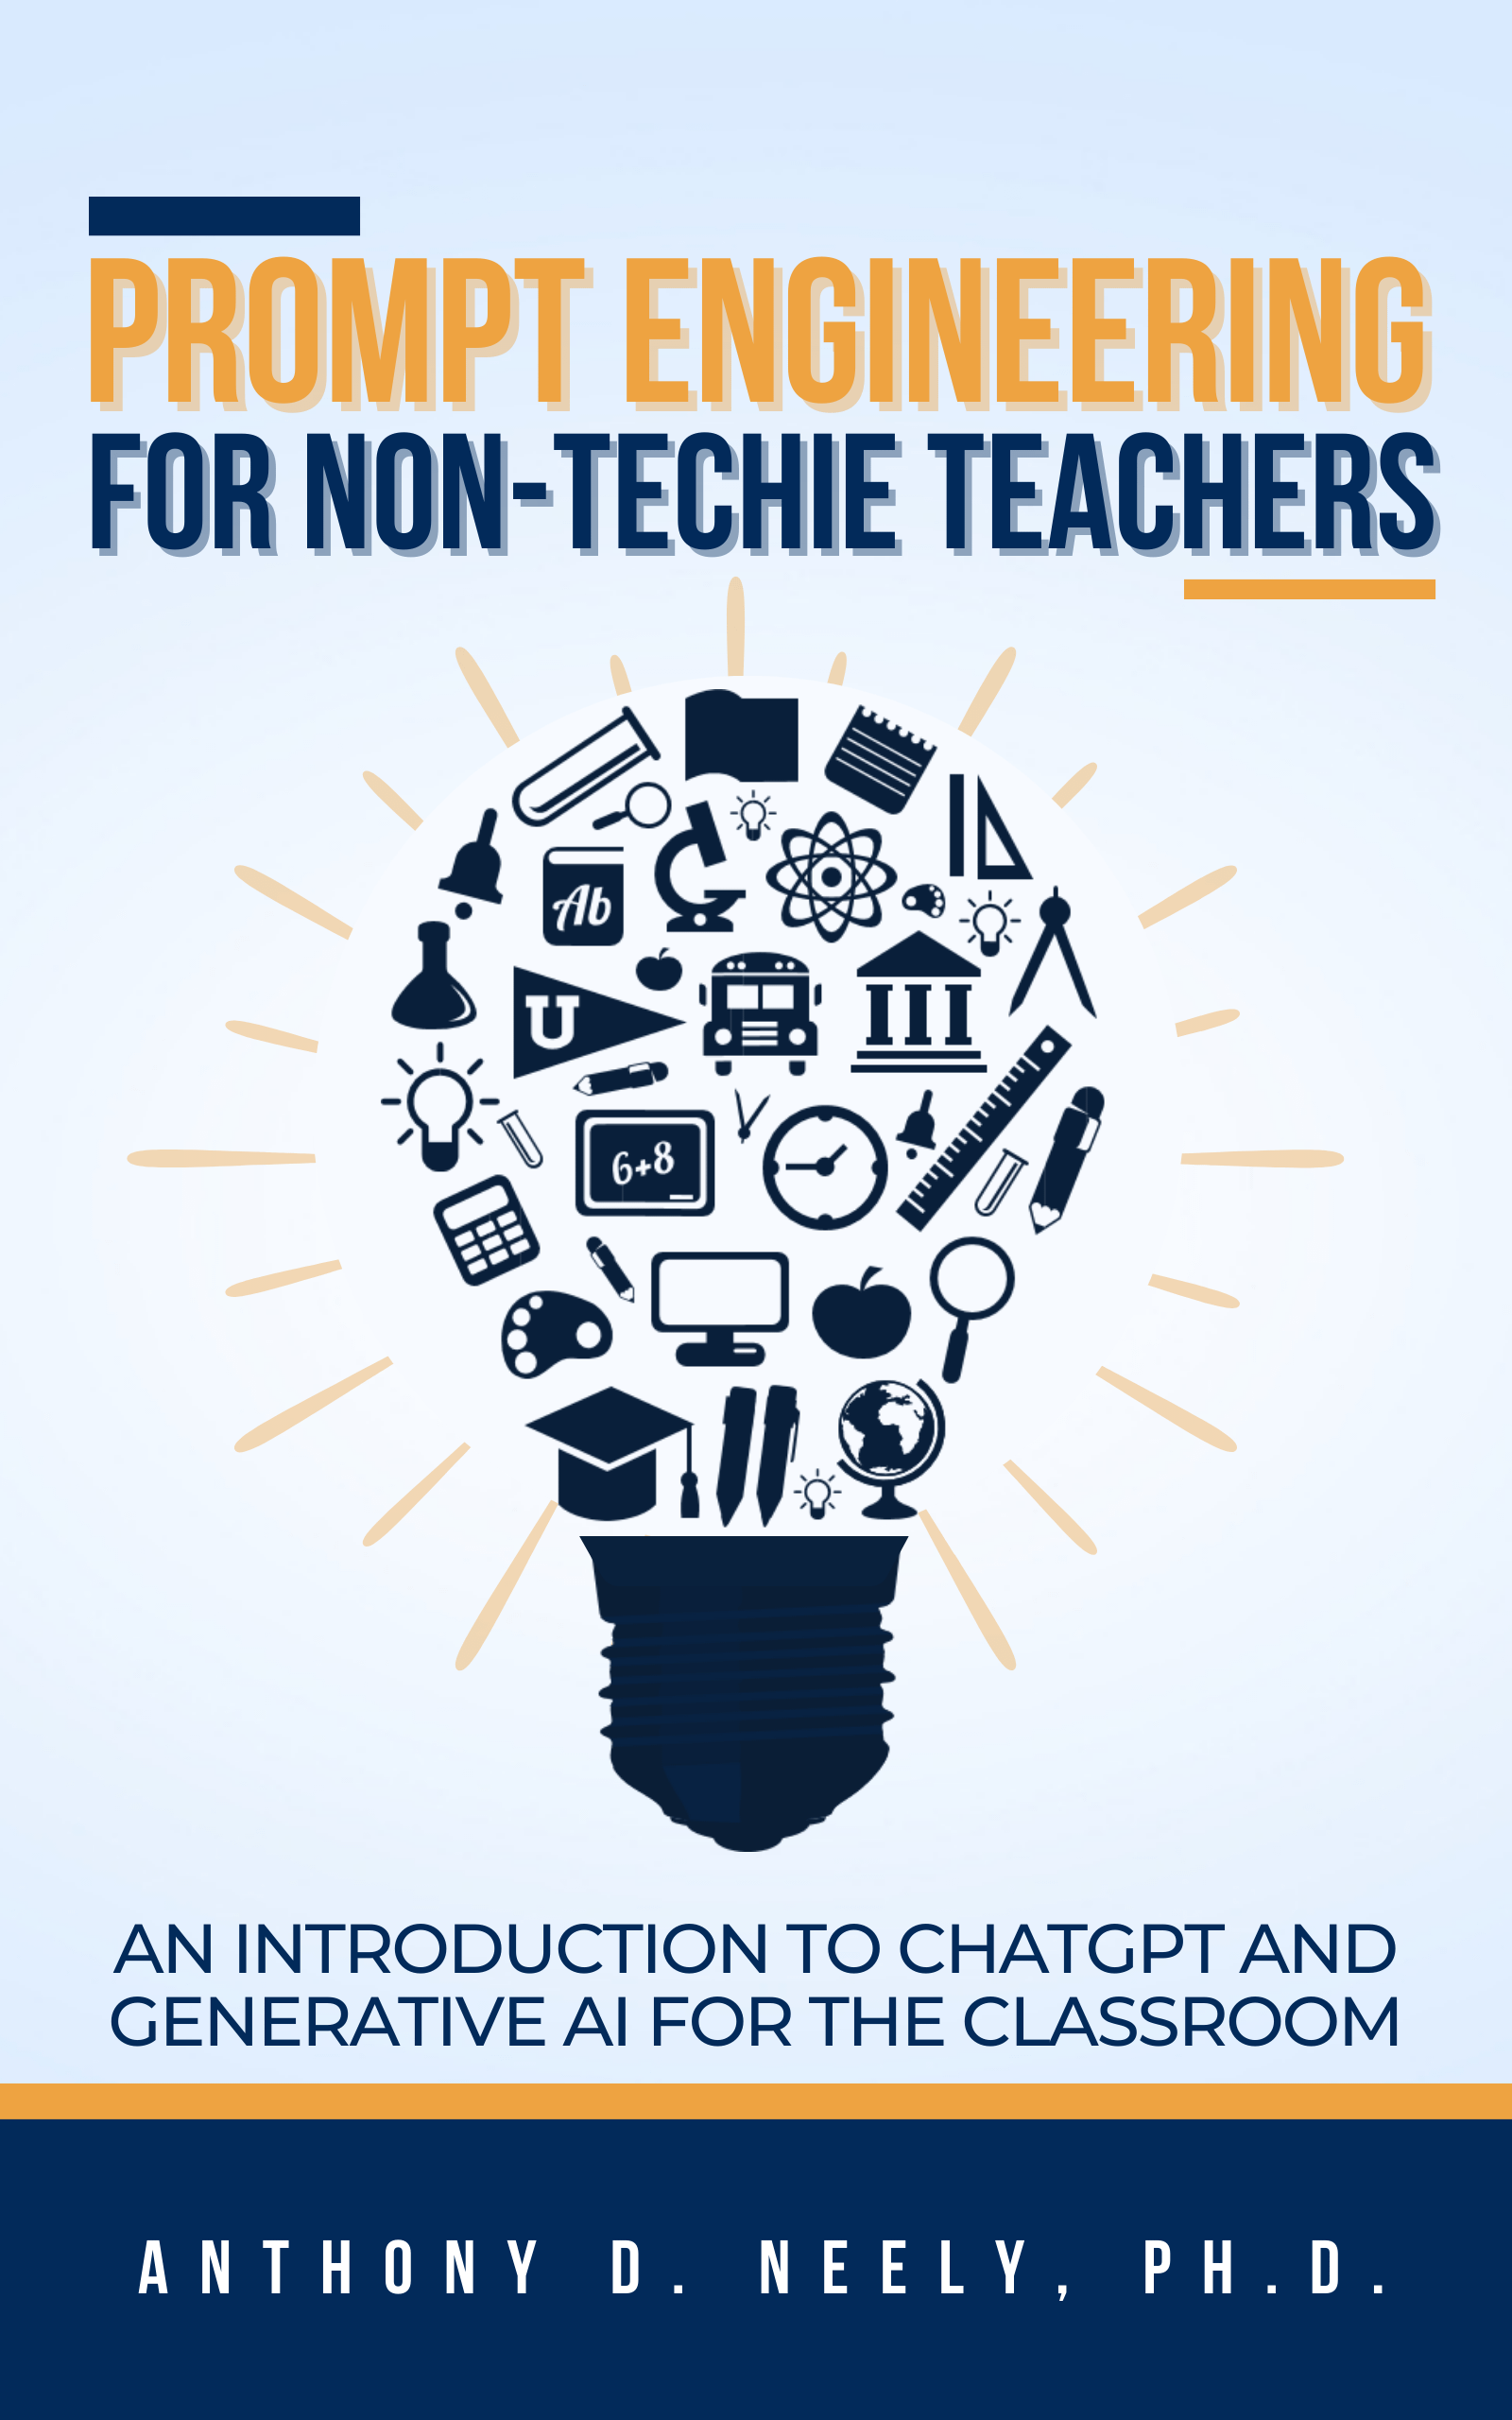 PROMPT ENGINEERING
FOR NON-TECHIE TEACHERS
Ab
U
6+8
AN INTRODUCTION TO CHATGPT AND
GENERATIVE AI FOR THE CLASSROOM
ANTHONY D. NEELY, PH.D.